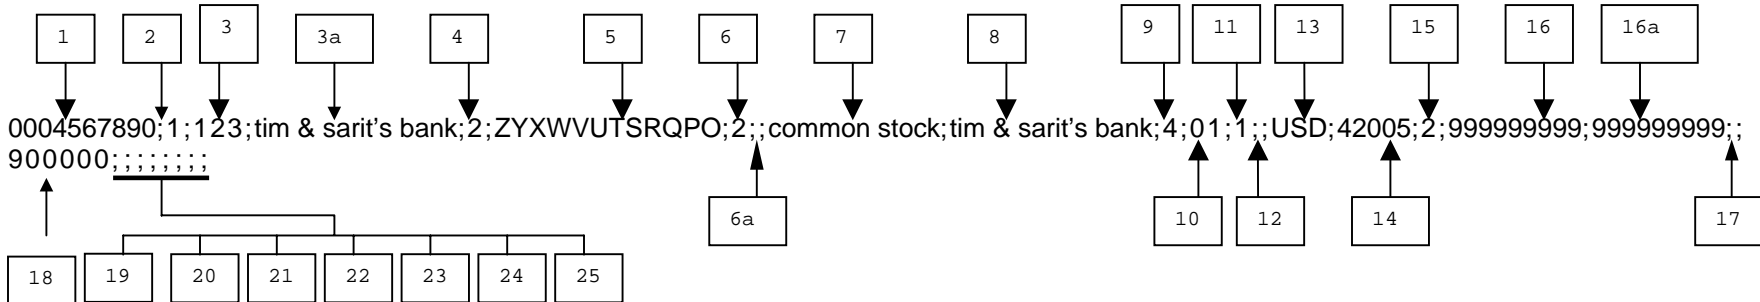 1 2 3 3a 4 5 6 7 8 9 11 13 15 16 16a
0004567890;1;123;tim & sarit's bank;2;ZYXWVUTSRQPO;2;;common stock;tim & sarit's bank;4;01;1;;USD;42005;2;999999999;999999999;;
900000;;;;;;;;
6a 10 12 14 17
18 19 20 21 22 23 24 25